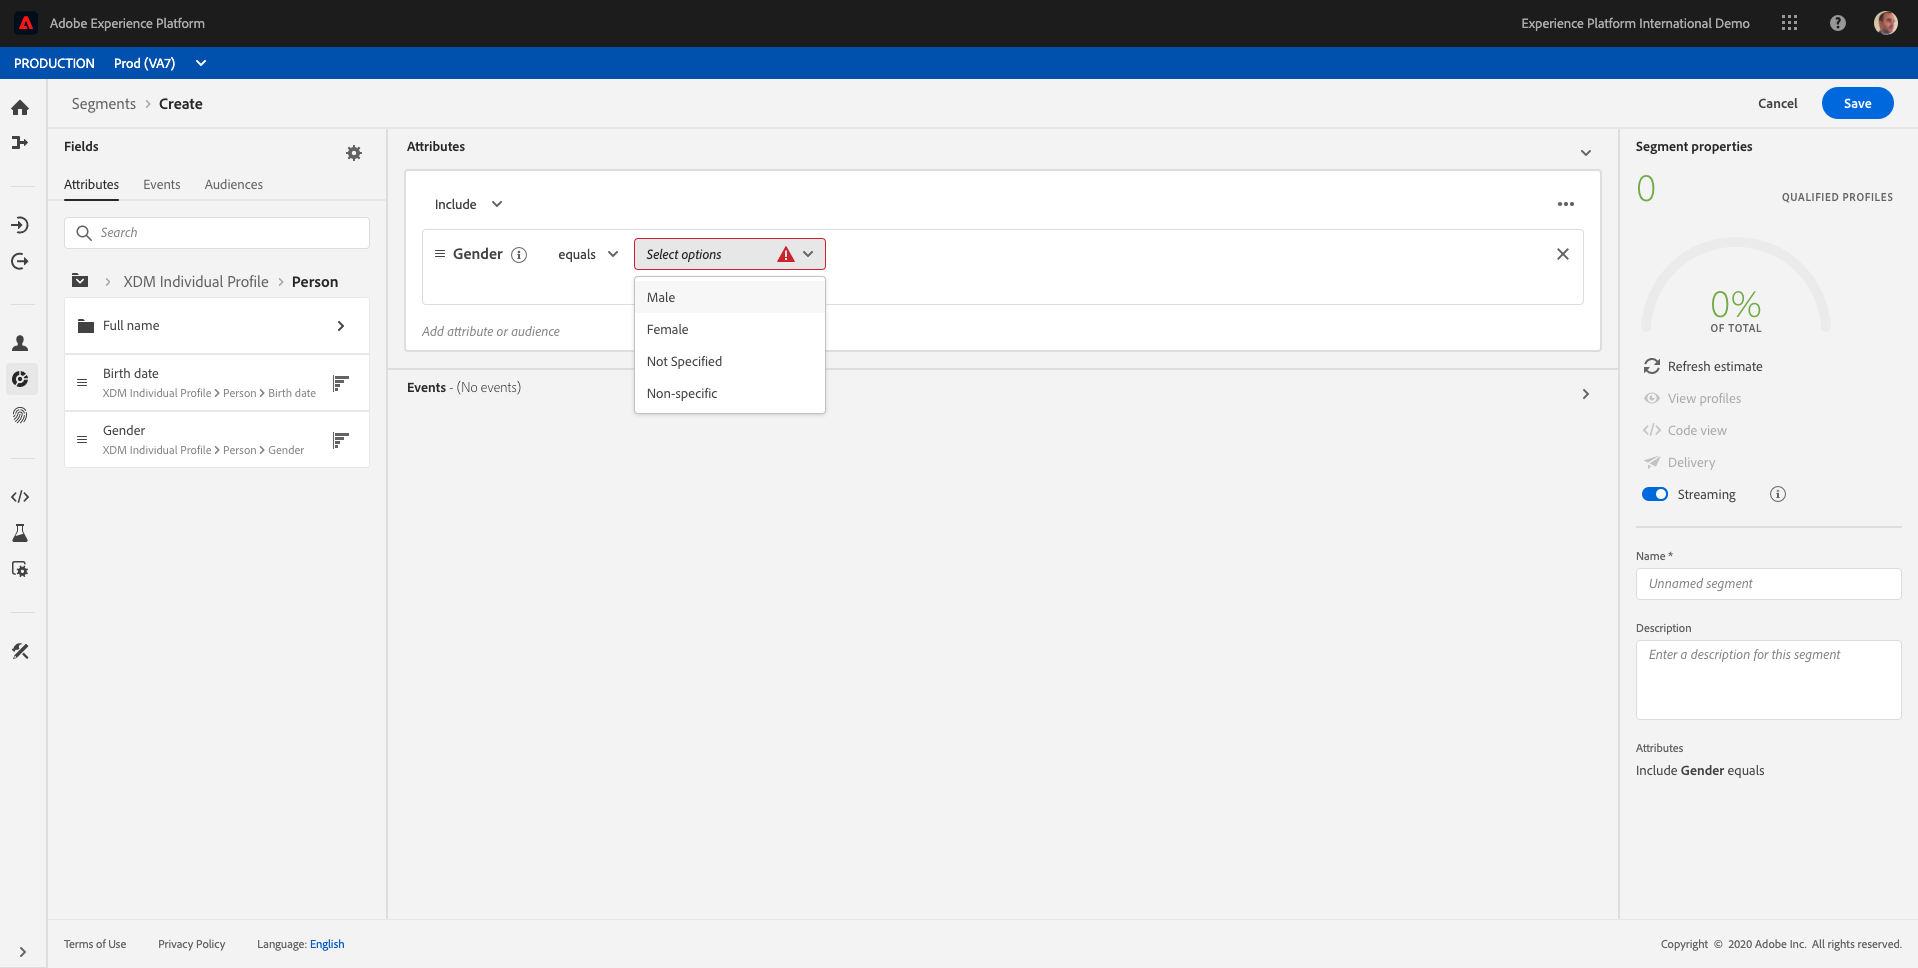 Adobe Experience Platform
Experience Platform International Demo
PRODUCTION Prod (VA7)
Segments > Create
Cancel
Save
Fields
Attributes Events Audiences
Search
> XDM Individual Profile > Person
Full name
Birth date
XDM Individual Profile > Person > Birth date
Gender
XDM Individual Profile > Person > Gender
Attributes
Include
Gender equals Select options
Male
Female
Not Specified
Non-specific
Add attribute or audience
Events - (No events)
Segment properties
0 QUALIFIED PROFILES
0%
OF TOTAL
Refresh estimate
View profiles
Code view
Delivery
Streaming
Name *
Unnamed segment
Description
Enter a description for this segment
Attributes
Include Gender equals
Terms of Use Privacy Policy Language: English
Copyright © 2020 Adobe Inc. All rights reserved.